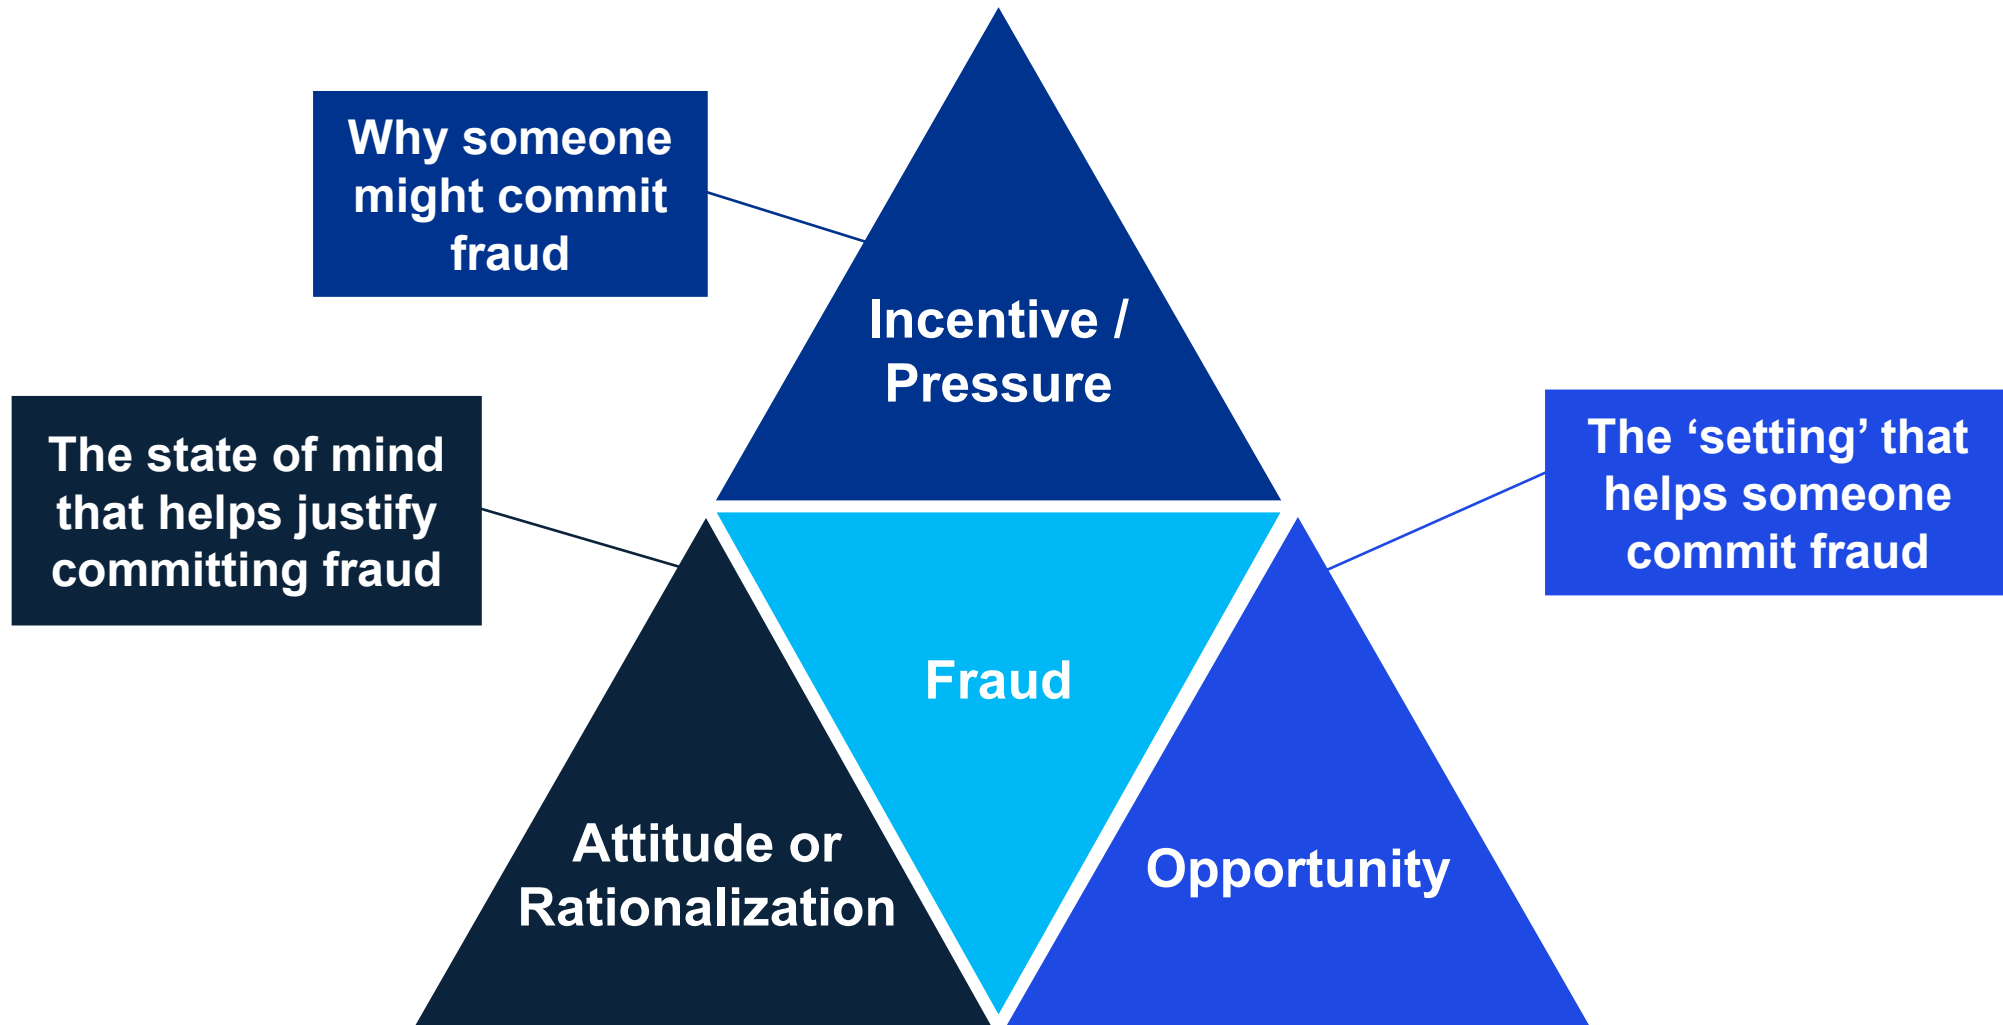 Why someone
might commit
fraud
Incentive /
Pressure
The state of mind
that helps justify
committing fraud
The ‘setting’ that
helps someone
commit fraud
Fraud
Attitude or
Rationalization
Opportunity